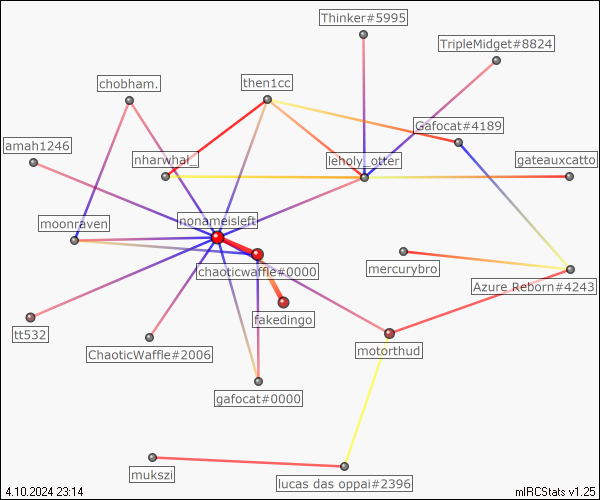 Thinker#5995
TripleMidget#8824
chobham.
then1cc
Gafocat#4189
amah1246
nharwhal_
leholy_otter
gateauxcatto
moonraven
nonameisleft
chaoticwaffle#0000
mercurybro
Azure Reborn#4243
fakedingo
tt532
ChaoticWaffle#2006
motorthud
gafocat#0000
mukszi
lucas das oppai#2396
4.10.2024 23:14
mIRCStats v1.25